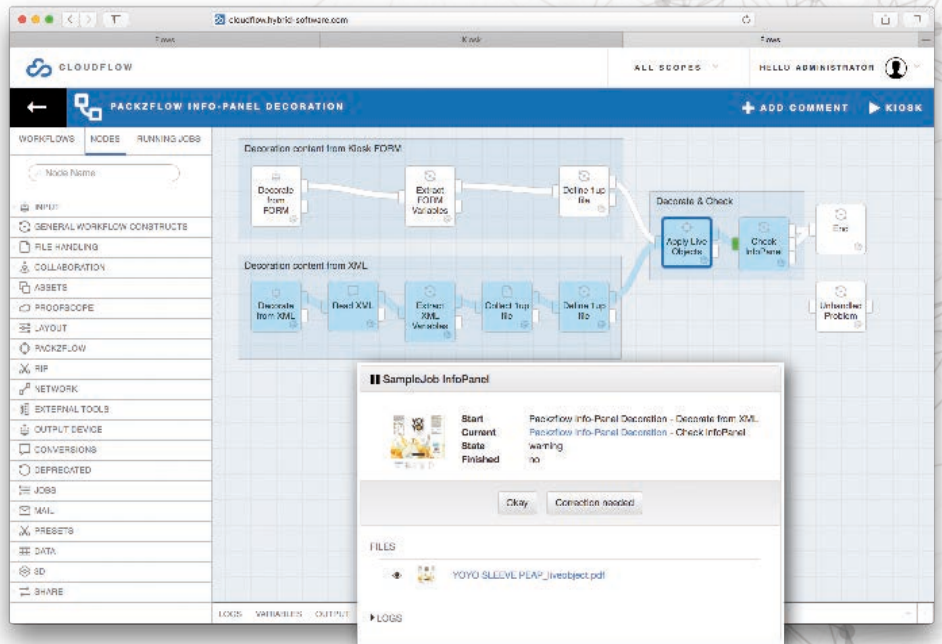 cloudflow.hybrid-software.com
Flows
Kiosk
Flows
CLOUDFLOW
ALL SCOPES
HELLO ADMINISTRATOR
PACKZFLOW INFO-PANEL DECORATION
ADD COMMENT
KIOSK
WORKFLOWS
NODES
RUNNING JOBS
Node Name
INPUT
GENERAL WORKFLOW CONSTRUCTS
FILE HANDLING
COLLABORATION
ASSETS
PROOFSCOPE
LAYOUT
PACKZFLOW
RIP
NETWORK
EXTERNAL TOOLS
OUTPUT DEVICE
CONVERSIONS
DEPRECATED
JOBS
MAIL
PRESETS
DATA
3D
SHARE
Decoration content from Kiosk FORM
Decorate
from
FORM
Extract
FORM
Variables
Define 1up
file
Decorate & Check
Apply Live
Objects
Check
InfoPanel
End
Unhandled
Problem
Decoration content from XML
Decorate
from XML
Read XML
Extract
XML
Variables
Collect 1up
file
Define 1up
file
SampleJob InfoPanel
Start Packzflow Info-Panel Decoration - Decorate from XML
Current Packzflow Info-Panel Decoration - Check InfoPanel
State warning
Finished no
Okay
Correction needed
FILES
YOYO SLEEVE PEAP_liveobject.pdf
LOGS
LOGS VARIABLES OUTPUT